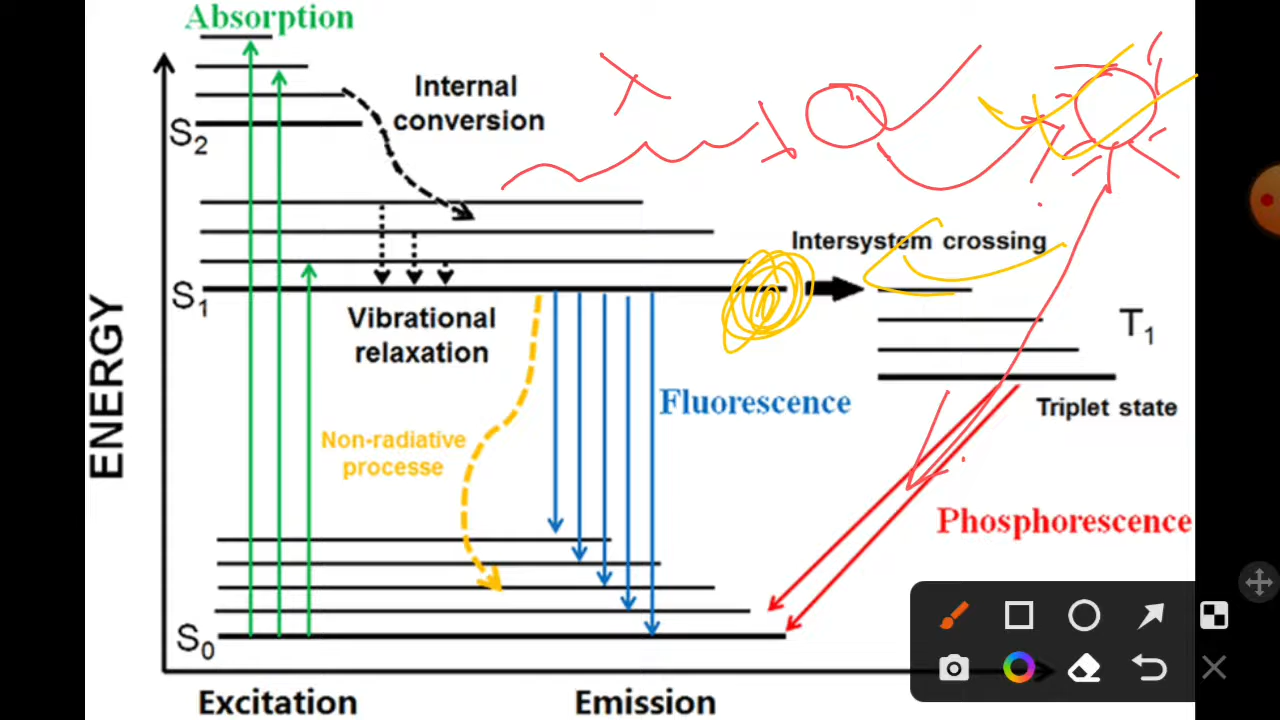 Absorption
Internal
conversion
S2
Intersystem crossing
S1
Vibrational
relaxation
T1
ENERGY
Fluorescence
Triplet state
Non-radiative
processe
Phosphorescence
S0
Excitation
Emission